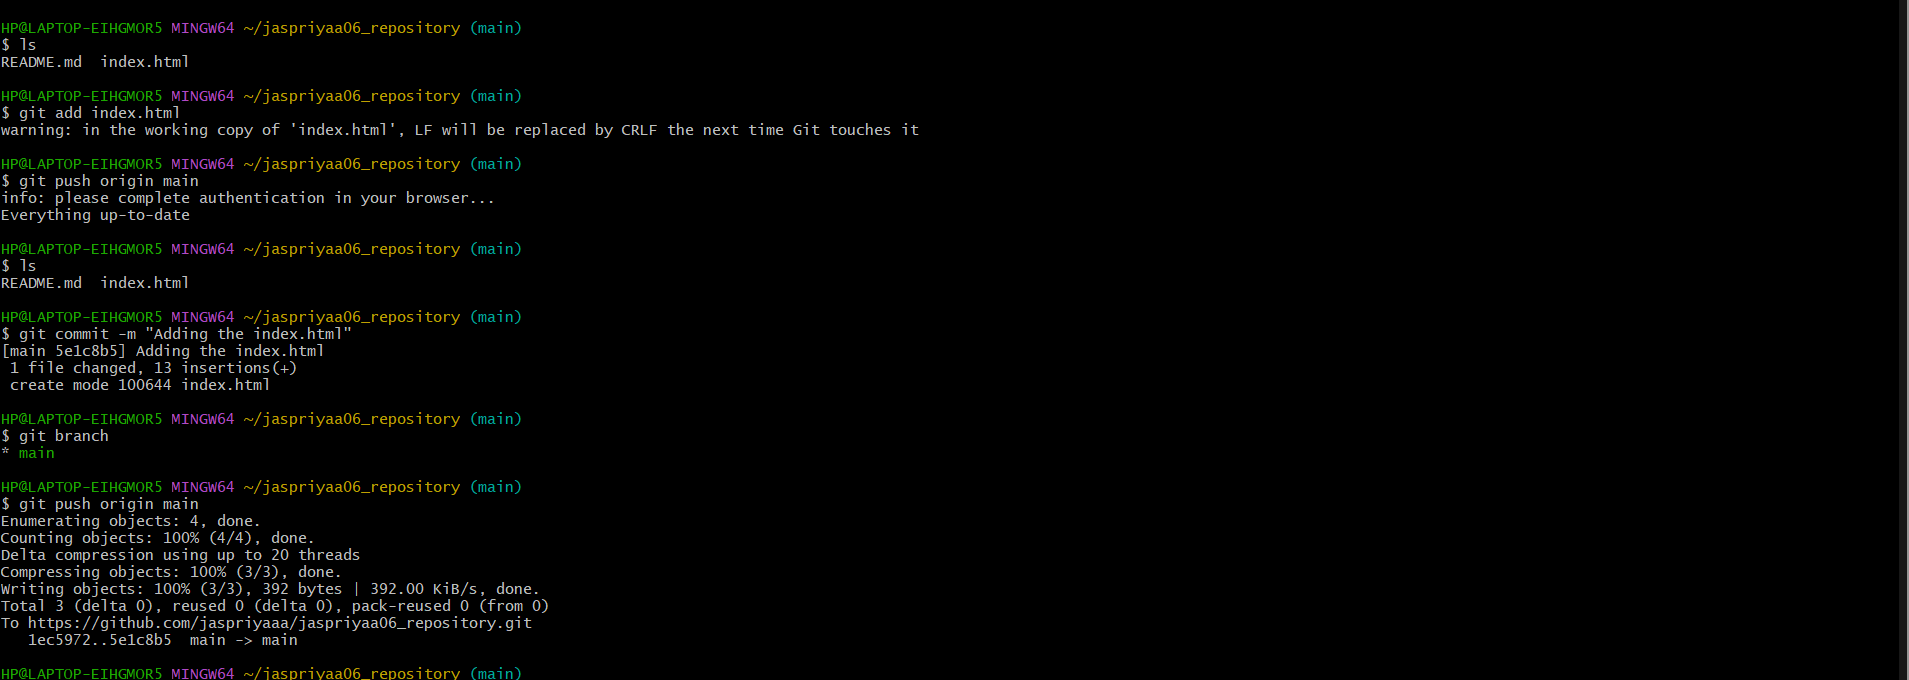 HP@LAPTOP-EIHGMOR5 MINGW64 ~/jaspriyaa06_repository (main)
$ ls
README.md  index.html
HP@LAPTOP-EIHGMOR5 MINGW64 ~/jaspriyaa06_repository (main)
$ git add index.html
warning: in the working copy of 'index.html', LF will be replaced by CRLF the next time Git touches it
HP@LAPTOP-EIHGMOR5 MINGW64 ~/jaspriyaa06_repository (main)
$ git push origin main
info: please complete authentication in your browser...
Everything up-to-date
HP@LAPTOP-EIHGMOR5 MINGW64 ~/jaspriyaa06_repository (main)
$ ls
README.md  index.html
HP@LAPTOP-EIHGMOR5 MINGW64 ~/jaspriyaa06_repository (main)
$ git commit -m "Adding the index.html"
[main 5e1c8b5] Adding the index.html
 1 file changed, 13 insertions(+)
 create mode 100644 index.html
HP@LAPTOP-EIHGMOR5 MINGW64 ~/jaspriyaa06_repository (main)
$ git branch
* main
HP@LAPTOP-EIHGMOR5 MINGW64 ~/jaspriyaa06_repository (main)
$ git push origin main
Enumerating objects: 4, done.
Counting objects: 100% (4/4), done.
Delta compression using up to 20 threads
Compressing objects: 100% (3/3), done.
Writing objects: 100% (3/3), 392 bytes | 392.00 KiB/s, done.
Total 3 (delta 0), reused 0 (delta 0), pack-reused 0 (from 0)
To https://github.com/jaspriyaaa/jaspriyaa06_repository.git
   1ec5972..5e1c8b5  main -> main
HP@LAPTOP-EIHGMOR5 MINGW64 ~/jaspriyaa06_repository (main)